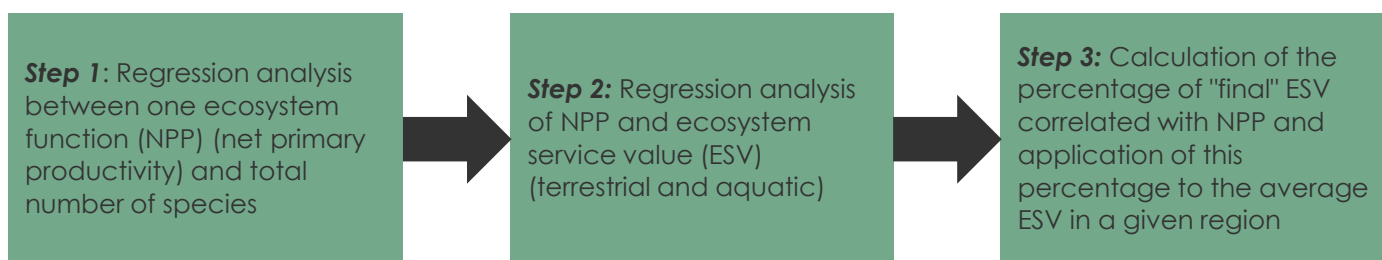 Step 1: Regression analysis
between one ecosystem
function (NPP) (net primary
productivity) and total
number of species
Step 2: Regression analysis
of NPP and ecosystem
service value (ESV)
(terrestrial and aquatic)
Step 3: Calculation of the
percentage of "final" ESV
correlated with NPP and
application of this
percentage to the average
ESV in a given region